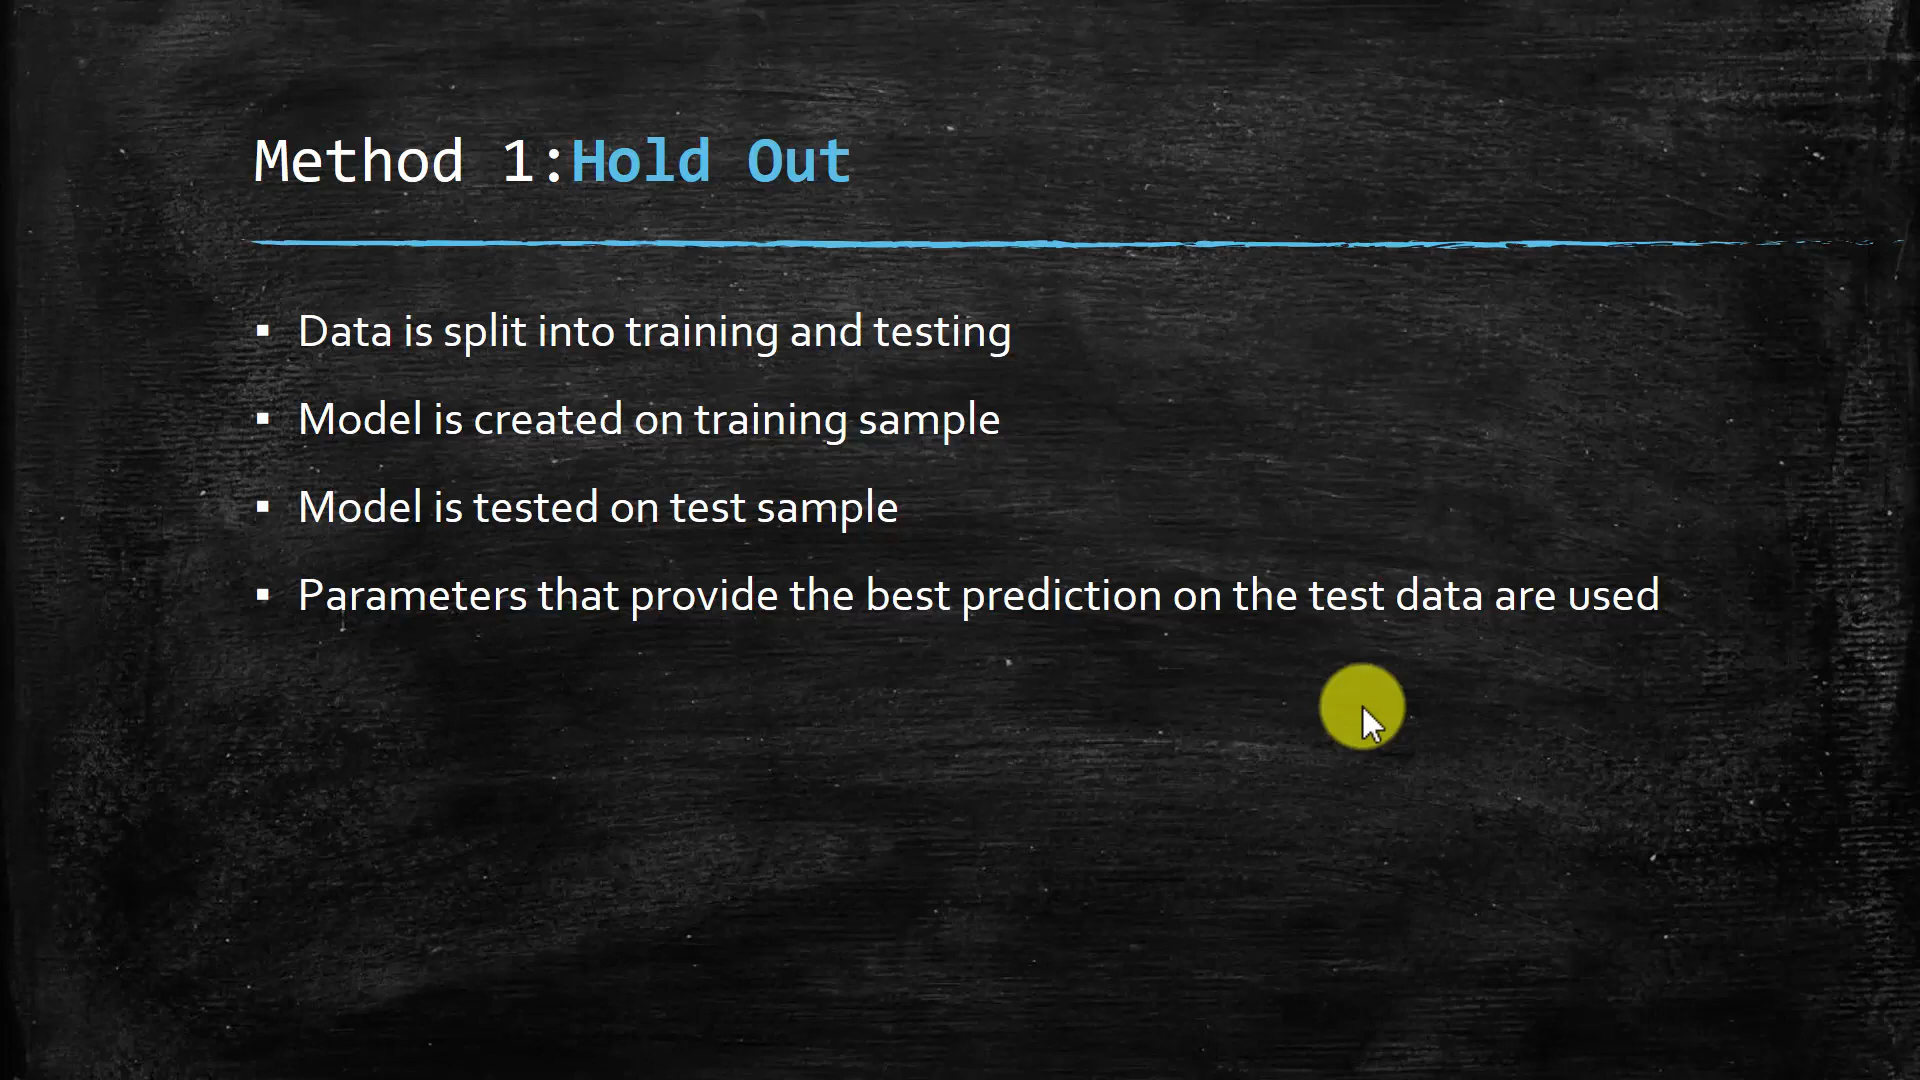 Method 1:Hold Out
▪ Data is split into training and testing
▪ Model is created on training sample
▪ Model is tested on test sample
▪ Parameters that provide the best prediction on the test data are used